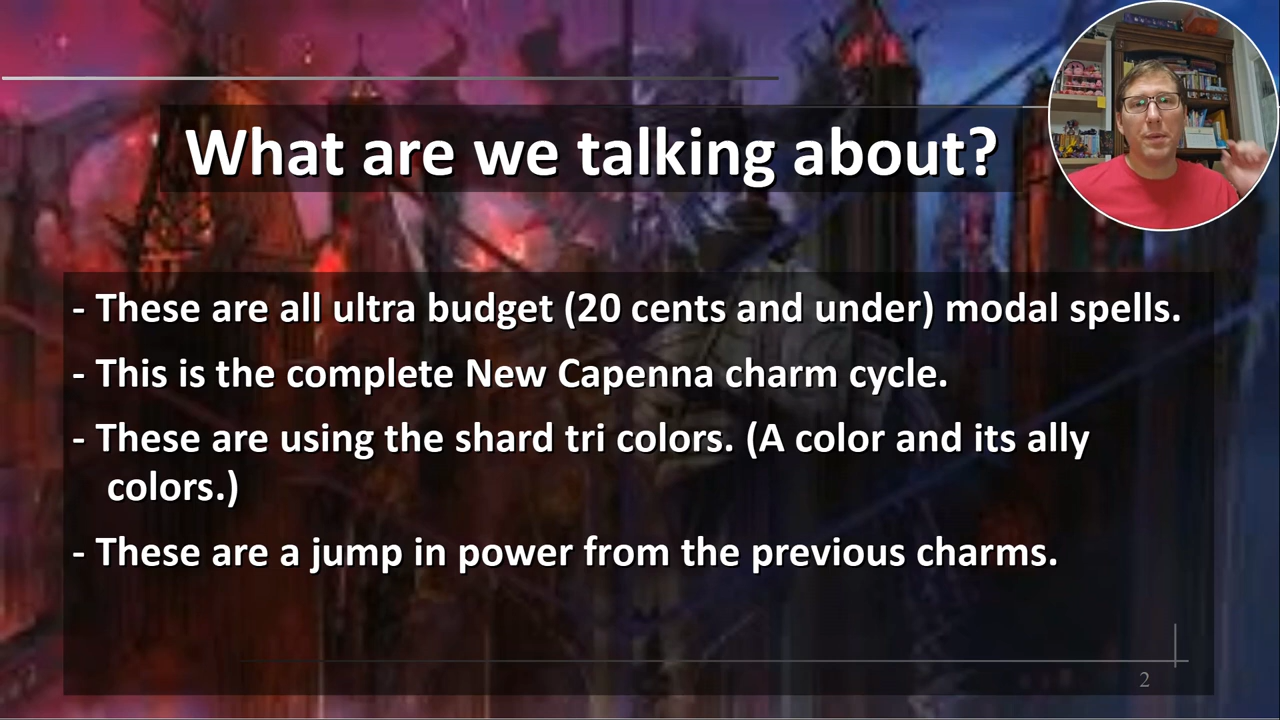 What are we talking about?
- These are all ultra budget (20 cents and under) modal spells.
- This is the complete New Capenna charm cycle.
- These are using the shard tri colors. (A color and its ally
colors.)
- These are a jump in power from the previous charms.
2